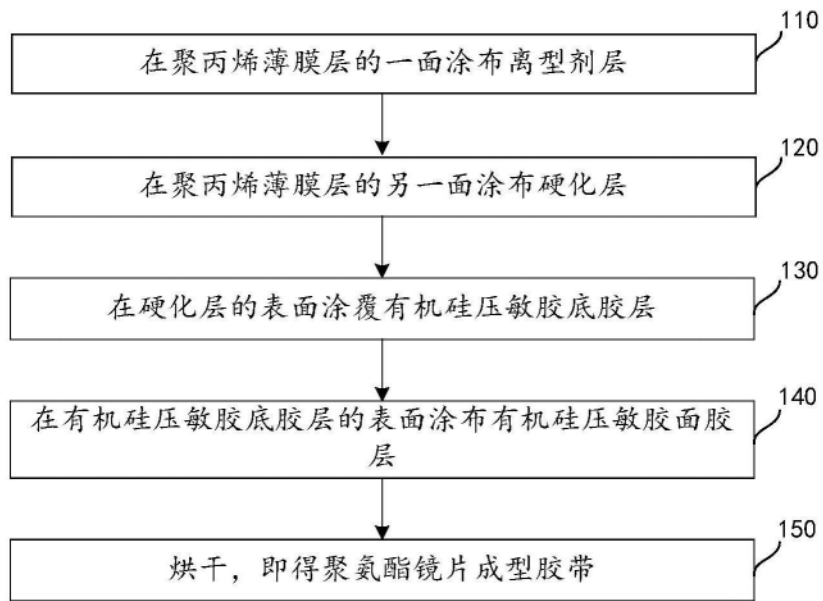 110
在聚丙烯薄膜层的一面涂布离型剂层
120
在聚丙烯薄膜层的另一面涂布硬化层
130
在硬化层的表面涂覆有机硅压敏胶底胶层
140
在有机硅压敏胶底胶层的表面涂布有机硅压敏胶面胶
层
150
烘干，即得聚氨酯镜片成型胶带